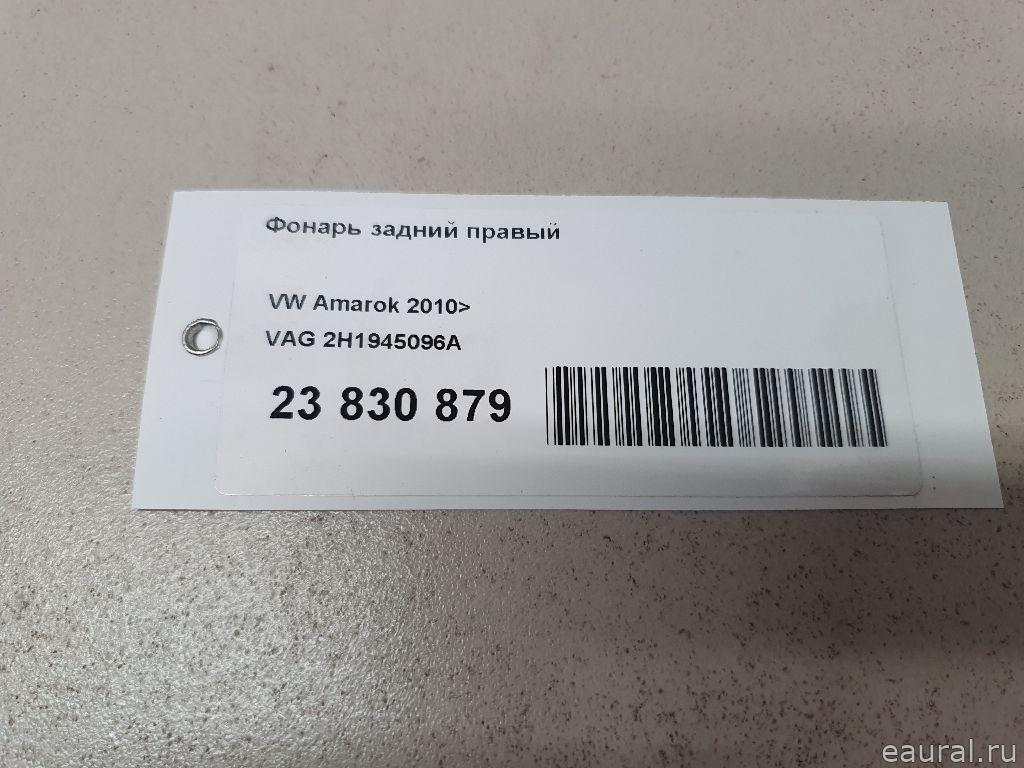 Фонарь задний правый
VW Amarok 2010>
VAG 2H1945096A
23 830 879
eaural.ru